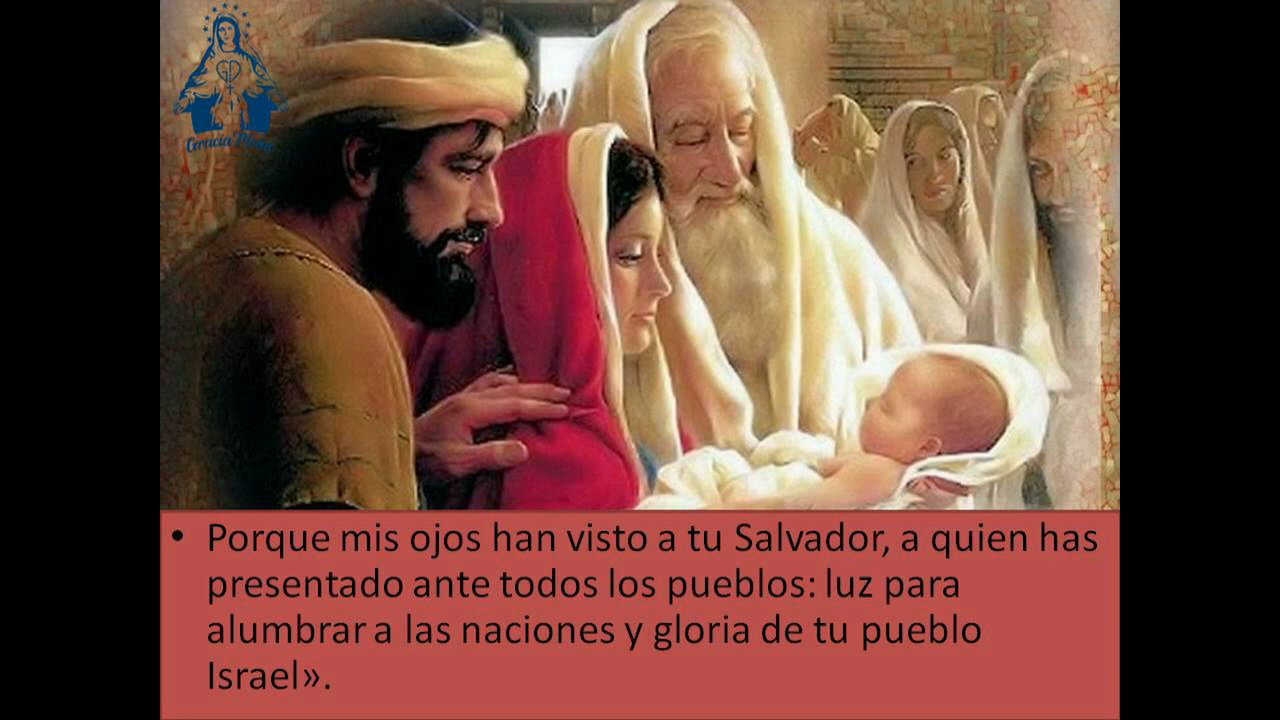 • Porque mis ojos han visto a tu Salvador, a quien has
presentado ante todos los pueblos: luz para
alumbrar a las naciones y gloria de tu pueblo
Israel».